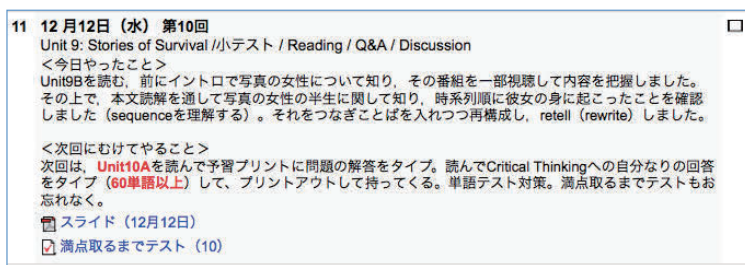 11 12 月12日（水）第10回
Unit 9: Stories of Survival /小テスト / Reading / Q&A / Discussion
＜今日やったこと＞
Unit9Bを読む，前にイントロで写真の女性について知り，その番組を一部視聴して内容を把握しました。
その上で，本文読解を通して写真の女性の半生に関して知り，時系列順に彼女の身に起こったことを確認
しました（sequenceを理解する）。それをつなぎことばを入れつつ再構成し，retell（rewrite）しました。
＜次回にむけてやること＞
次回は，Unit10Aを読んで予習プリントに問題の解答をタイプ。読んでCritical Thinkingへの自分なりの回答
をタイプ（60単語以上）して、プリントアウトして持ってくる。単語テスト対策。満点取るまでテストもお
忘れなく。
スライド（12月12日）
満点取るまでテスト（10）